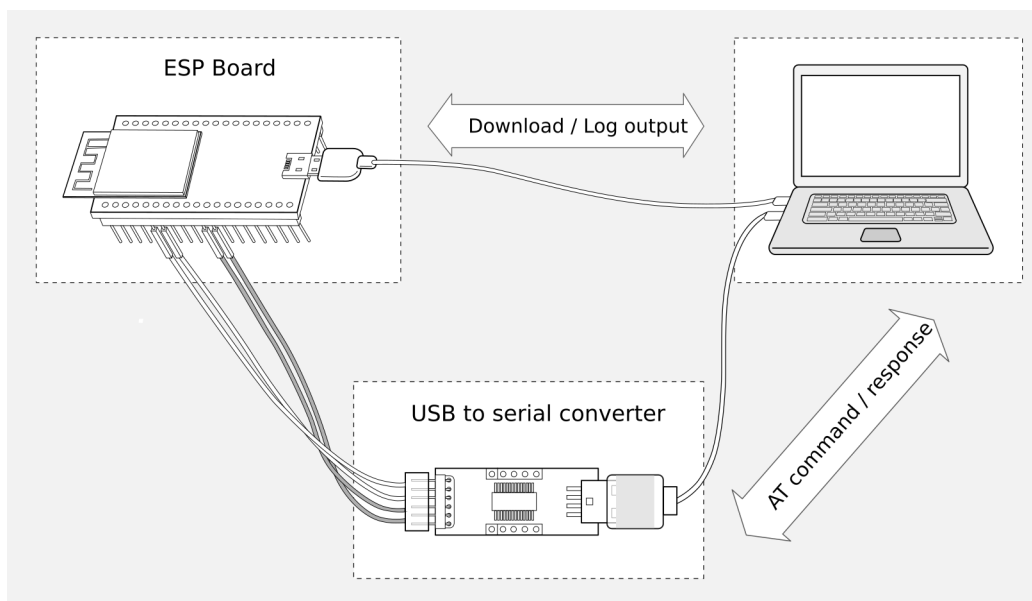 ESP Board
Download / Log output
USB to serial converter
AT command / response